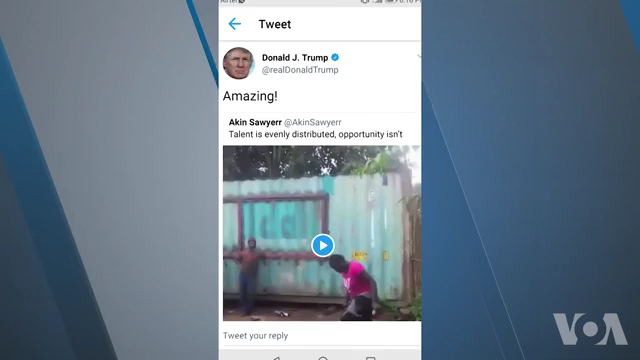 Tweet
Donald J. Trump
@realDonaldTrump
Amazing!
Akin Sawyerr @AkinSawyerr
Talent is evenly distributed, opportunity isn't
Tweet your reply
VOA